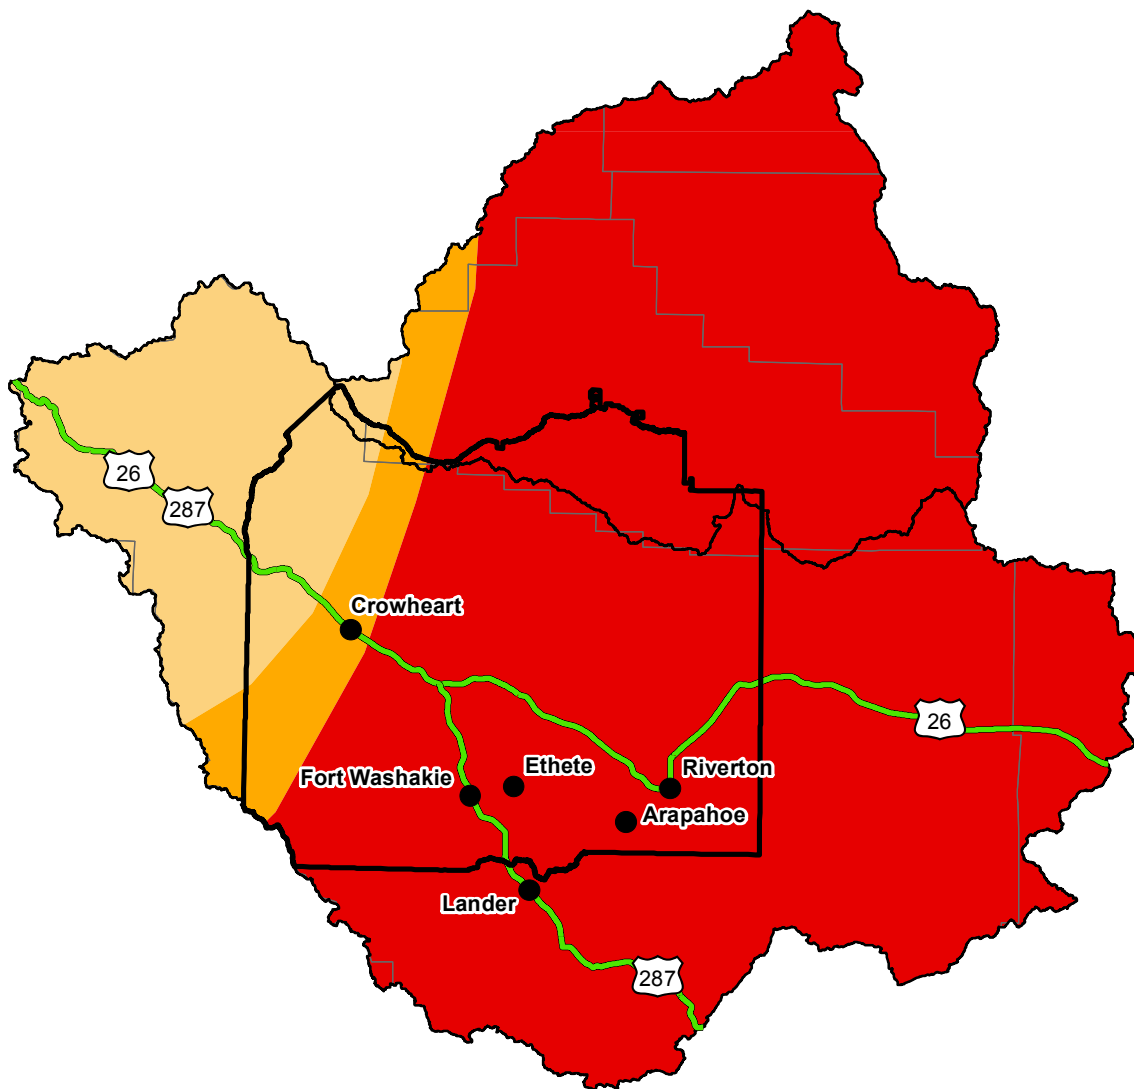 26
287
Crowheart
26
Ethete
Riverton
Fort Washakie
Arapahoe
Lander
287